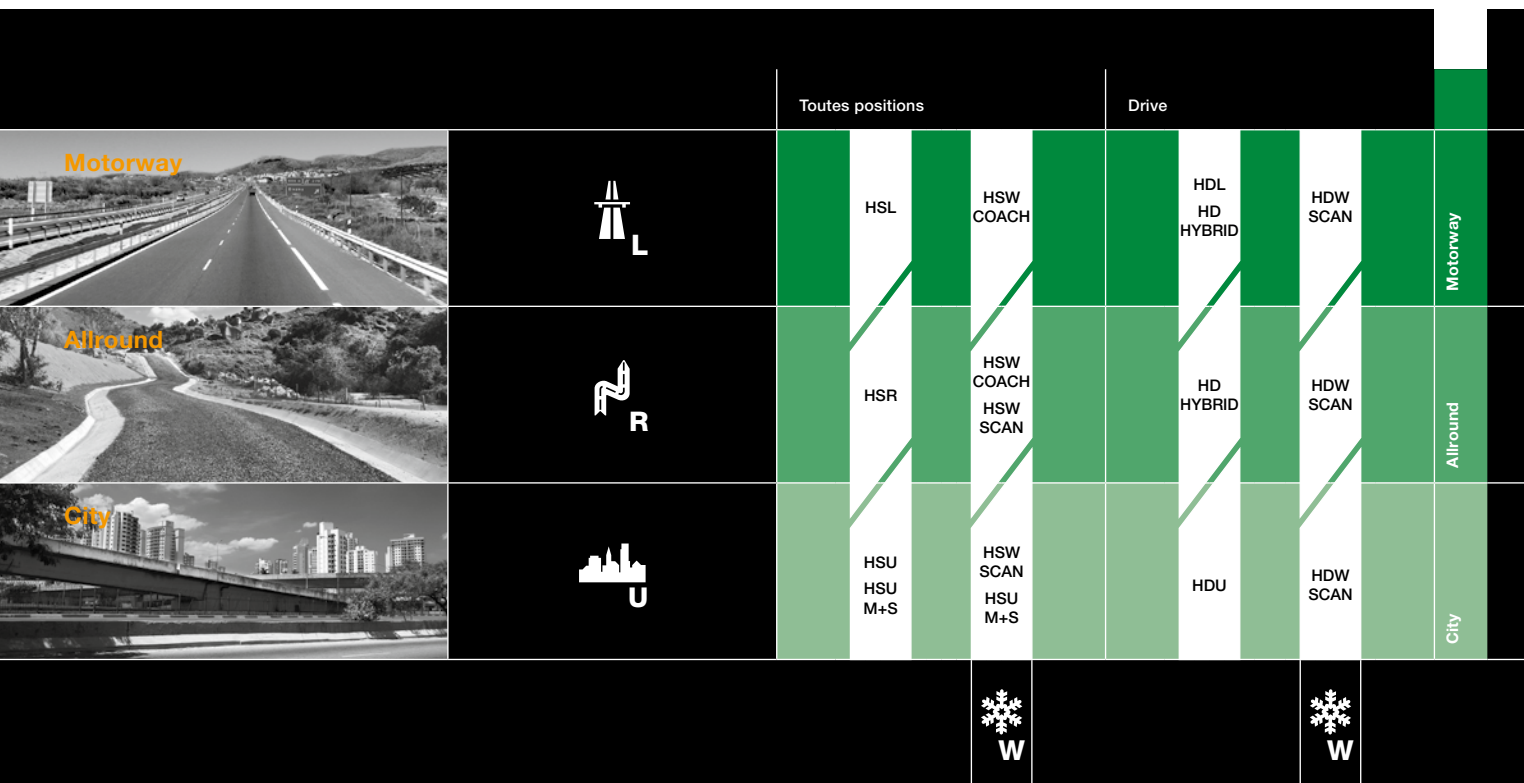 Toutes positions
Drive
Motorway
L
HSL
HSW
COACH
HDL
HD
HYBRID
HDW
SCAN
Motorway
Allround
R
HSR
HSW
COACH
HSW
SCAN
HD
HYBRID
HDW
SCAN
Allround
City
U
HSU
HSU
M+S
HSW
SCAN
HSU
M+S
HDU
HDW
SCAN
City
W
W